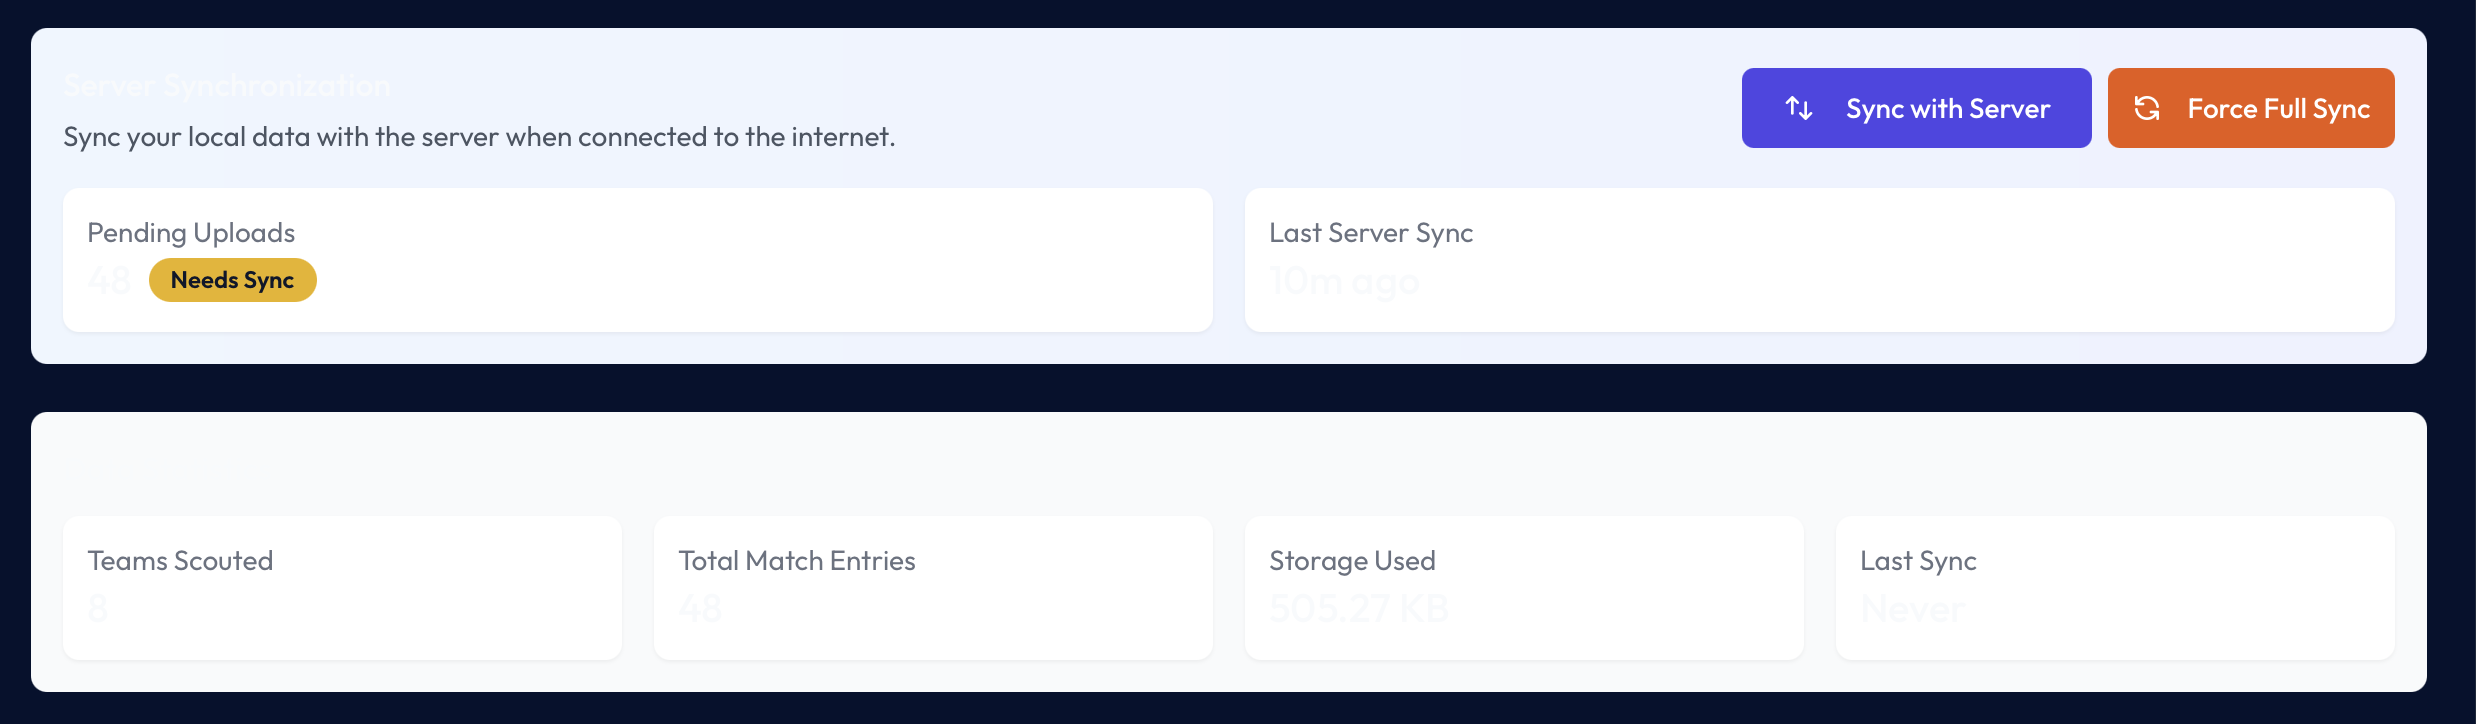 Server Synchronization
Sync your local data with the server when connected to the internet.
Sync with Server
Force Full Sync
Pending Uploads
48 Needs Sync
Last Server Sync
10m ago
Teams Scouted
8
Total Match Entries
48
Storage Used
505.27 KB
Last Sync
Never